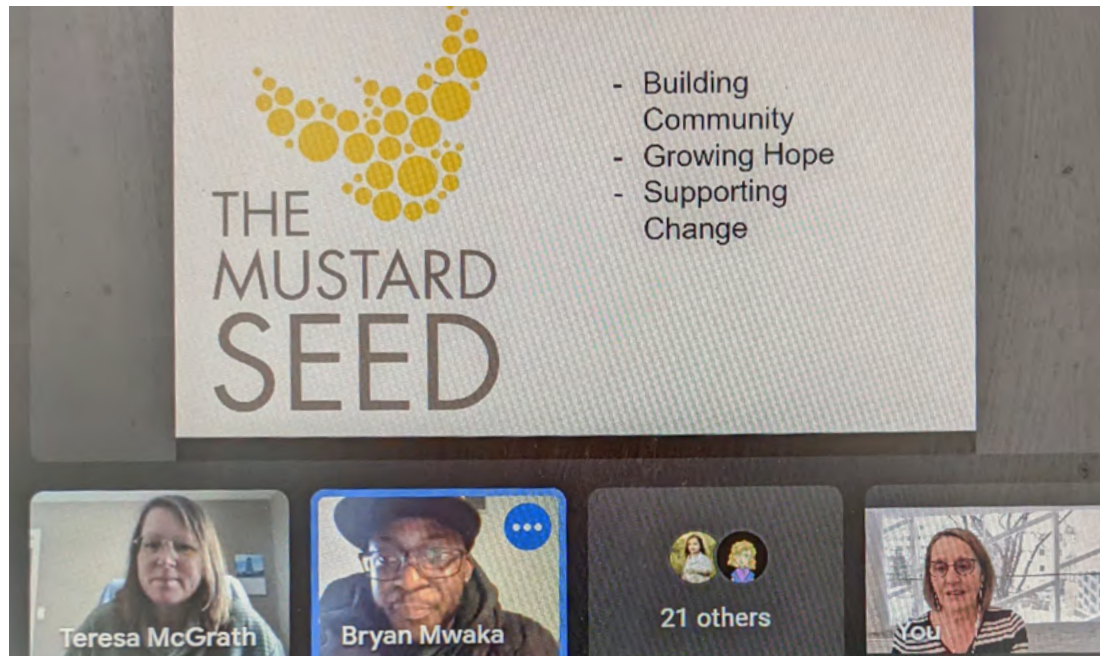 - Building
Community
- Growing Hope
- Supporting
Change
THE
MUSTARD
SEED
Teresa McGrath
Bryan Mwaka
21 others
You